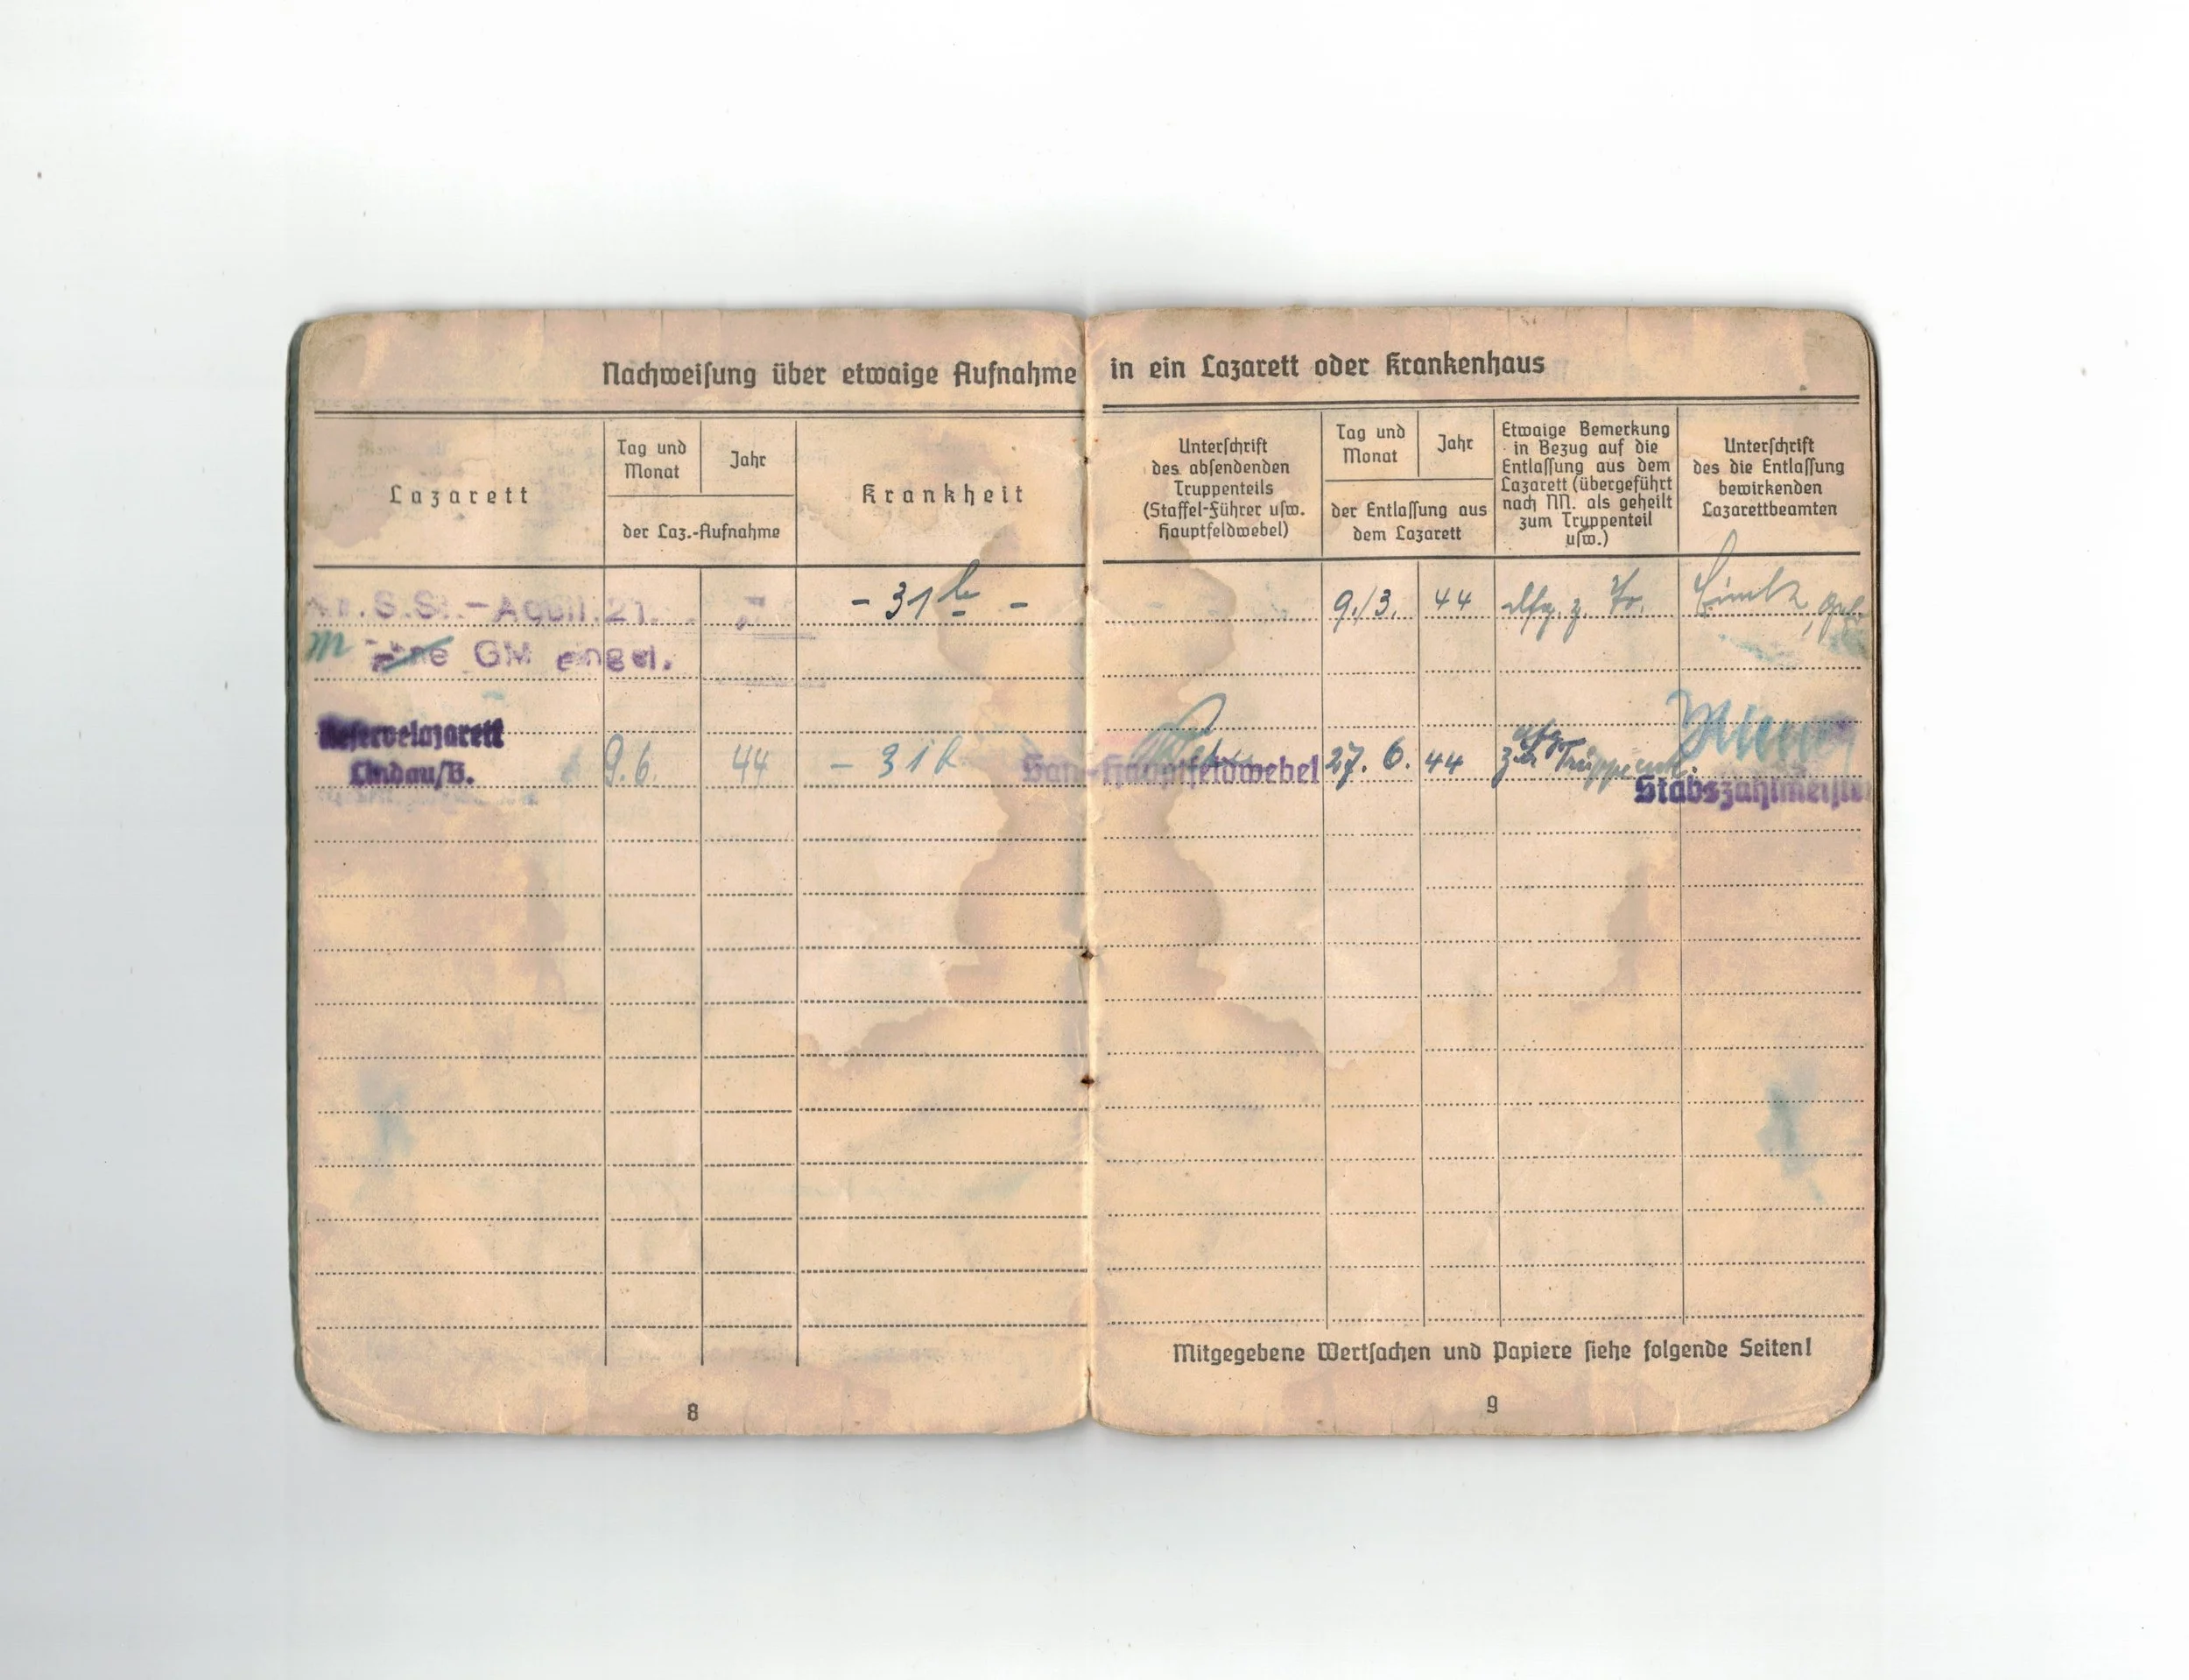 Nachweiſung über etwaige Aufnahme in ein Lazarett oder Krankenhaus
Lazarett
Tag und
Monat
Jahr
der Laz.-Aufnahme
Krankheit
S.S.-
- 31 b -
GM
Reſervelazarett
Lindau/B.
9.6. 44 - 31 b
8
Unterſchrift
des abſendenden
Truppenteils
(Staffel-Führer uſw.
Hauptfeldwebel)
Tag und
Monat
Jahr
der Entlaſſung aus
dem Lazarett
Etwaige Bemerkung
in Bezug auf die
Entlaſſung aus dem
Lazarett (übergeführt
nach NN. als geheilt
zum Truppenteil
uſw.)
Unterſchrift
des die Entlaſſung
bewirkenden
Lazarettbeamten
9./3. 44
San-Hauptfeldwebel 27. 6. 44
Stabszahlmeiſter
Mitgegebene Wertſachen und Papiere ſiehe folgende Seiten!
9